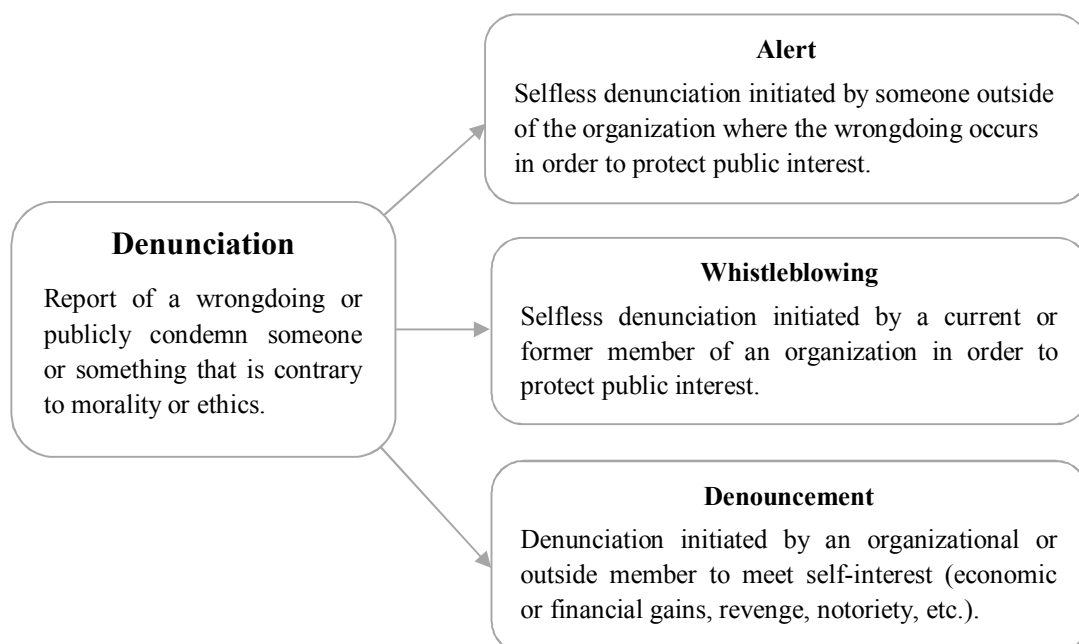 Denunciation
Report of a wrongdoing or
publicly condemn someone
or something that is contrary
to morality or ethics.
Alert
Selfless denunciation initiated by someone outside
of the organization where the wrongdoing occurs
in order to protect public interest.
Whistleblowing
Selfless denunciation initiated by a current or
former member of an organization in order to
protect public interest.
Denouncement
Denunciation initiated by an organizational or
outside member to meet self-interest (economic
or financial gains, revenge, notoriety, etc.).